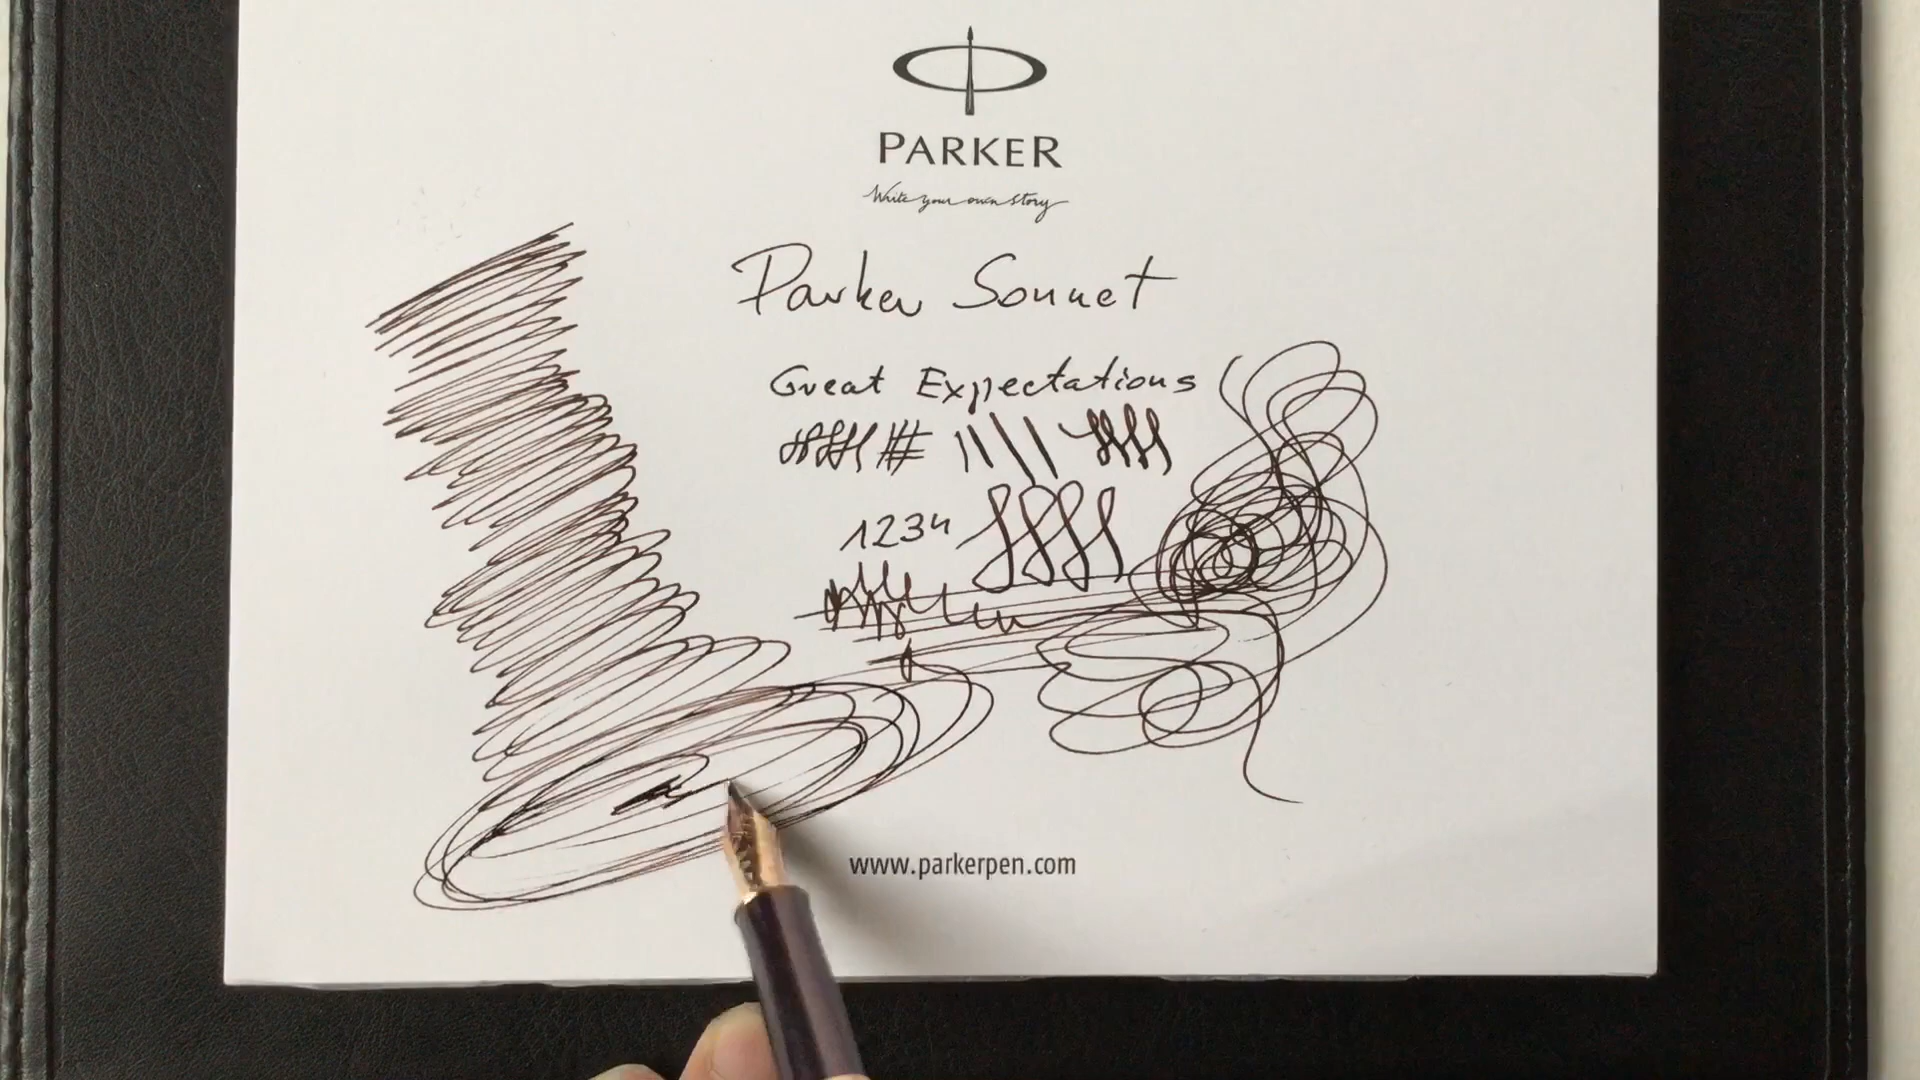 PARKER
Write your own story
Parker Sonnet
Great Expectations
1234
www.parkerpen.com